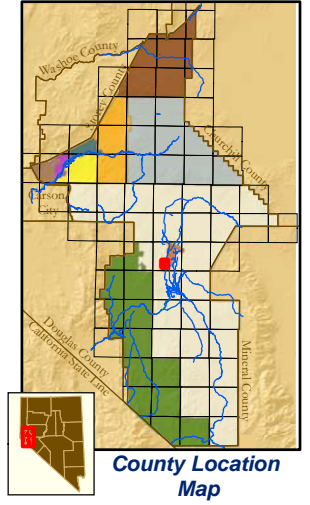 Washoe County
Storey County
Churchill County
Carson
City
Douglas County
California State Line
Mineral County
County Location
Map